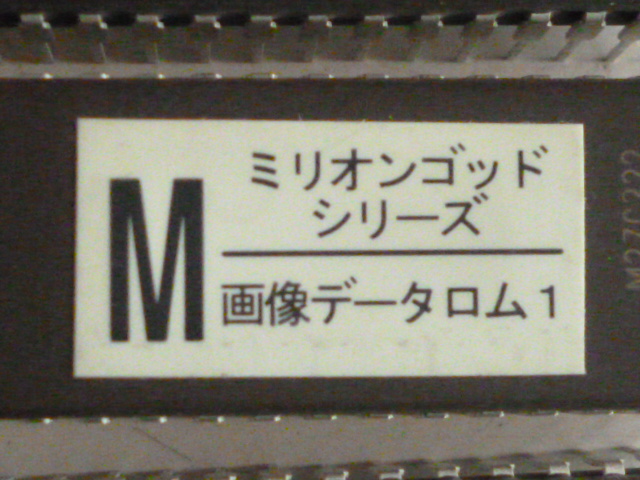 M
ミリオンゴッド
シリーズ
画像データロム1